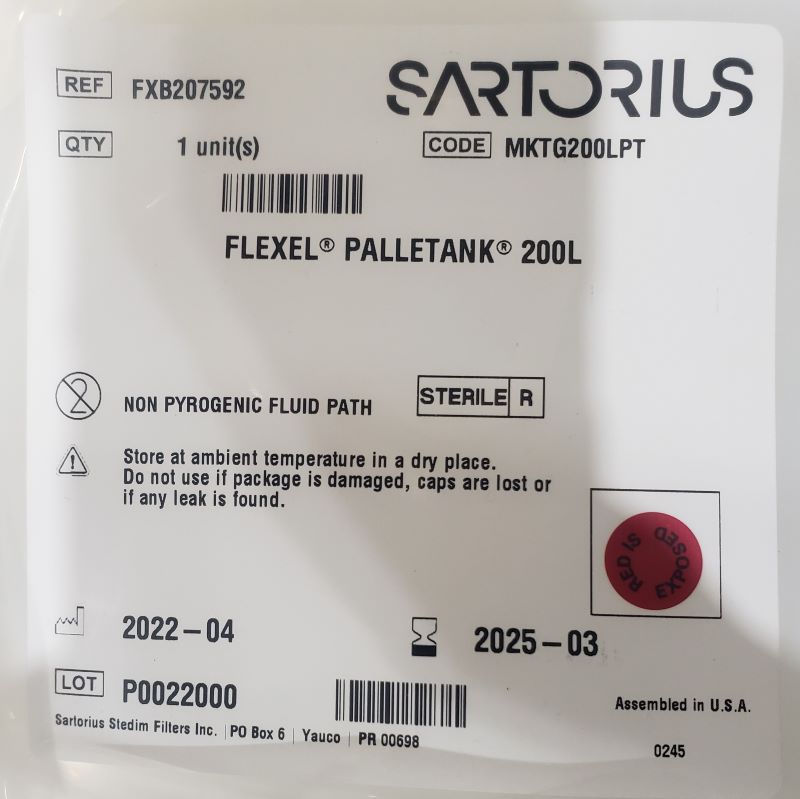 REF FXB207592
SARTORIUS
QTY 1 unit(s)
CODE MKTG200LPT
FLEXEL® PALLETANK® 200L
2 NON PYROGENIC FLUID PATH
STERILE R
Store at ambient temperature in a dry place.
Do not use if package is damaged, caps are lost or
if any leak is found.
RED IS EXPOSED
2022-04
2025-03
LOT P0022000
Assembled in U.S.A.
Sartorius Stedim Filters Inc. | PO Box 6 | Yauco | PR 00698
0245